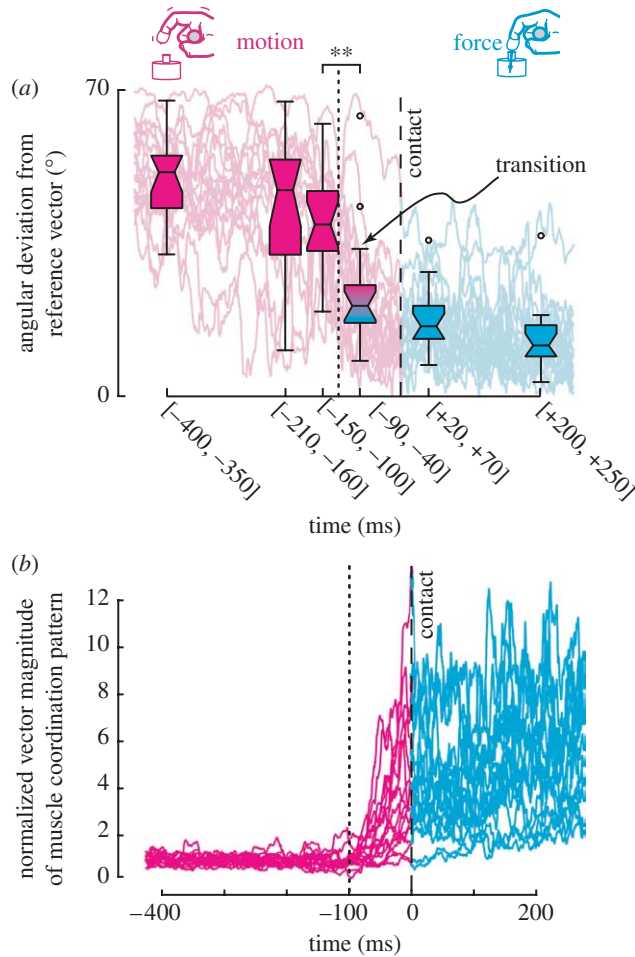 motion
**
force
(a)
70
angular deviation from
reference vector (°)
contact
transition
0
[−400, −350]
[−210, −160]
[−150, −100]
[−90, −40]
[+20, +70]
[+200, +250]
time (ms)
(b)
normalized vector magnitude
of muscle coordination pattern
12
10
8
6
4
2
0
contact
−400
−100
0
200
time (ms)